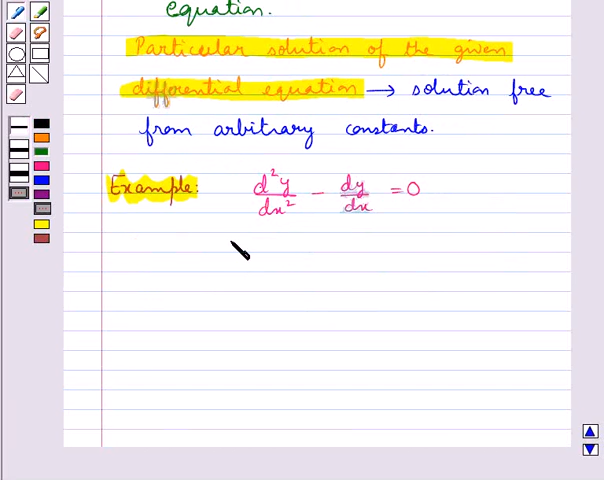 equation.
Particular solution of the given
differential equation → solution free
from arbitrary constants.
Example: d²y/dx² - dy/dx = 0